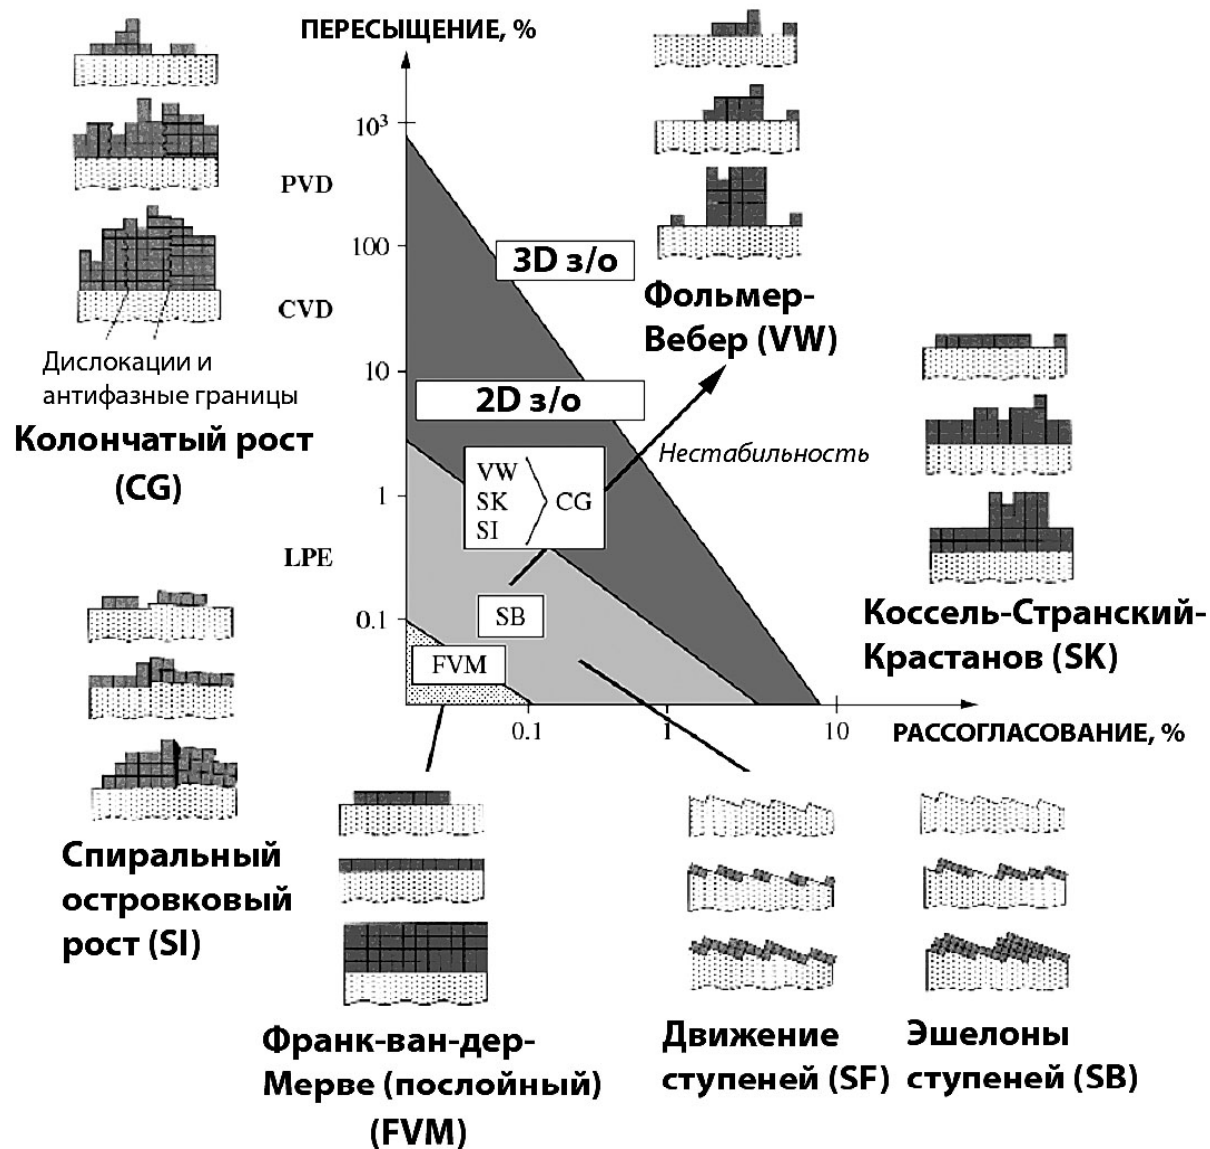 ПЕРЕСЫЩЕНИЕ, %
10³
PVD
100
3D з/о
CVD
Фольмер-
Вебер (VW)
Дислокации и
антифазные границы
Колончатый рост
(CG)
10
2D з/о
Нестабильность
VW
SK
SI
CG
1
LPE
SB
0.1
FVM
Коссель-Странский-
Крастанов (SK)
0.1
1
10
РАССОГЛАСОВАНИЕ, %
Спиральный
островковый
рост (SI)
Франк-ван-дер-
Мерве (послойный)
(FVM)
Движение
ступеней (SF)
Эшелоны
ступеней (SB)